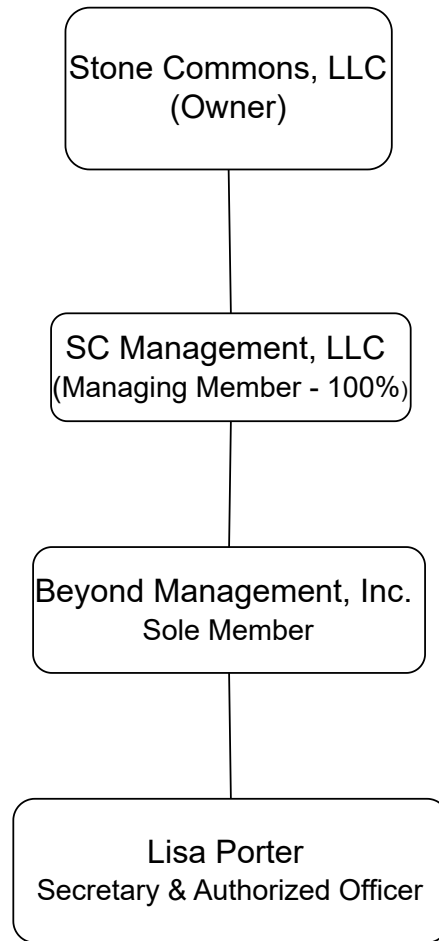 Stone Commons, LLC
(Owner)
SC Management, LLC
(Managing Member - 100%)
Beyond Management, Inc.
Sole Member
Lisa Porter
Secretary & Authorized Officer